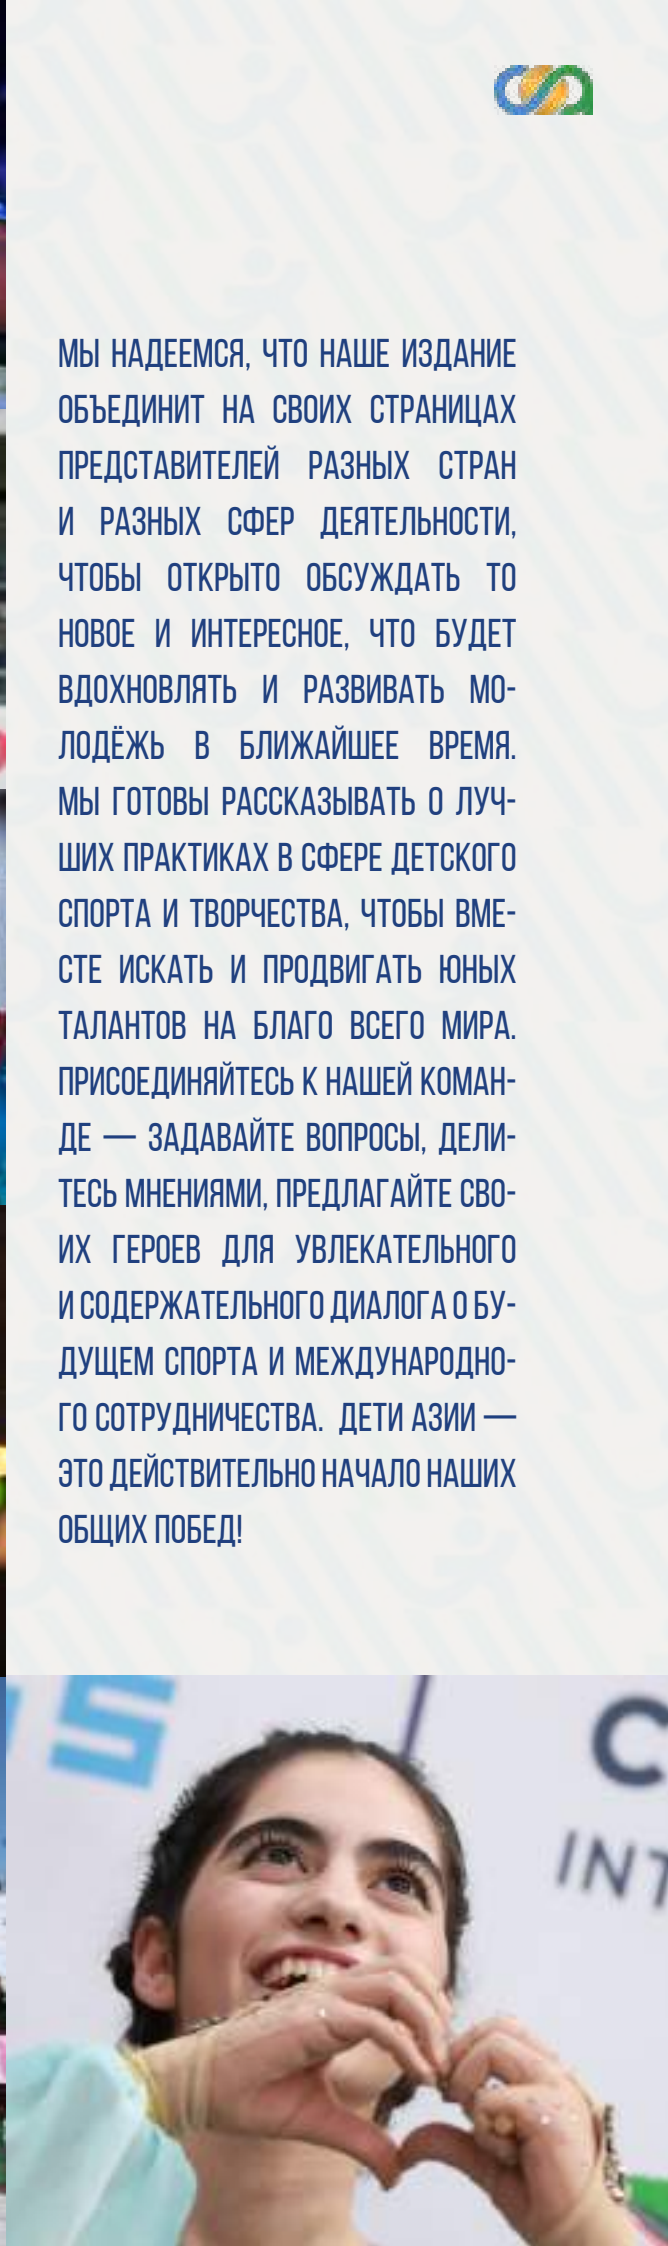 МЫ НАДЕЕМСЯ, ЧТО НАШЕ ИЗДАНИЕ
ОБЪЕДИНИТ НА СВОИХ СТРАНИЦАХ
ПРЕДСТАВИТЕЛЕЙ РАЗНЫХ СТРАН
И РАЗНЫХ СФЕР ДЕЯТЕЛЬНОСТИ,
ЧТОБЫ ОТКРЫТО ОБСУЖДАТЬ ТО
НОВОЕ И ИНТЕРЕСНОЕ, ЧТО БУДЕТ
ВДОХНОВЛЯТЬ И РАЗВИВАТЬ МО-
ЛОДЁЖЬ В БЛИЖАЙШЕЕ ВРЕМЯ.
МЫ ГОТОВЫ РАССКАЗЫВАТЬ О ЛУЧ-
ШИХ ПРАКТИКАХ В СФЕРЕ ДЕТСКОГО
СПОРТА И ТВОРЧЕСТВА, ЧТОБЫ ВМЕ-
СТЕ ИСКАТЬ И ПРОДВИГАТЬ ЮНЫХ
ТАЛАНТОВ НА БЛАГО ВСЕГО МИРА.
ПРИСОЕДИНЯЙТЕСЬ К НАШЕЙ КОМАН-
ДЕ — ЗАДАВАЙТЕ ВОПРОСЫ, ДЕЛИ-
ТЕСЬ МНЕНИЯМИ, ПРЕДЛАГАЙТЕ СВО-
ИХ ГЕРОЕВ ДЛЯ УВЛЕКАТЕЛЬНОГО
И СОДЕРЖАТЕЛЬНОГО ДИАЛОГА О БУ-
ДУЩЕМ СПОРТА И МЕЖДУНАРОДНО-
ГО СОТРУДНИЧЕСТВА. ДЕТИ АЗИИ —
ЭТО ДЕЙСТВИТЕЛЬНО НАЧАЛО НАШИХ
ОБЩИХ ПОБЕД!
S
C
INT